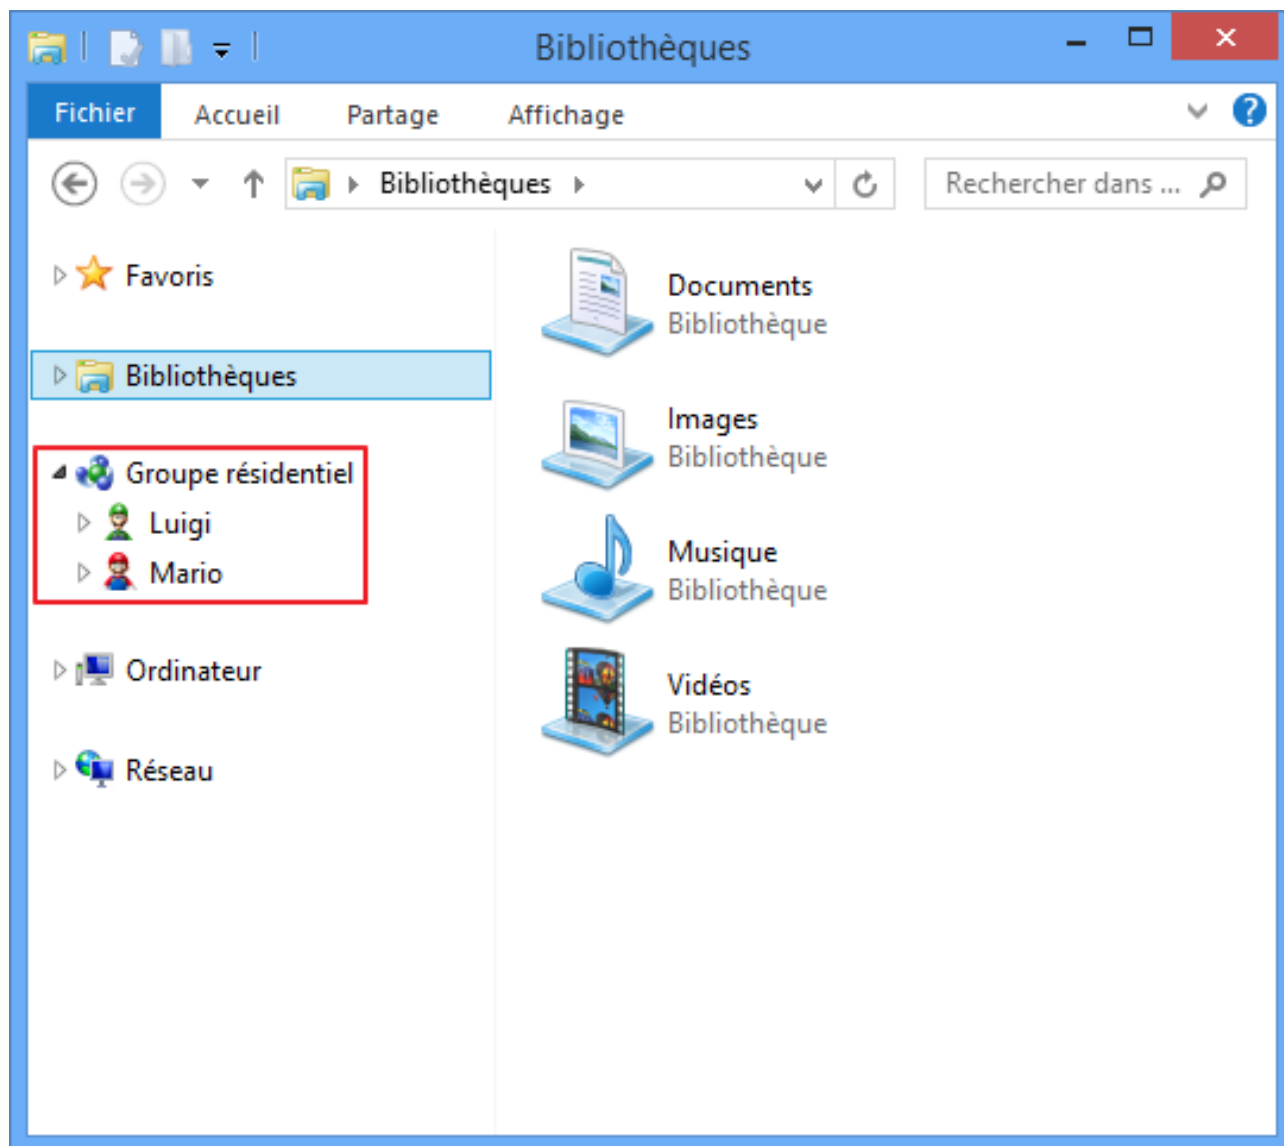 Bibliothèques
Fichier Accueil Partage Affichage
Bibliothèques Rechercher dans ...
Favoris
Bibliothèques
Groupe résidentiel
Luigi
Mario
Ordinateur
Réseau
Documents
Bibliothèque
Images
Bibliothèque
Musique
Bibliothèque
Vidéos
Bibliothèque